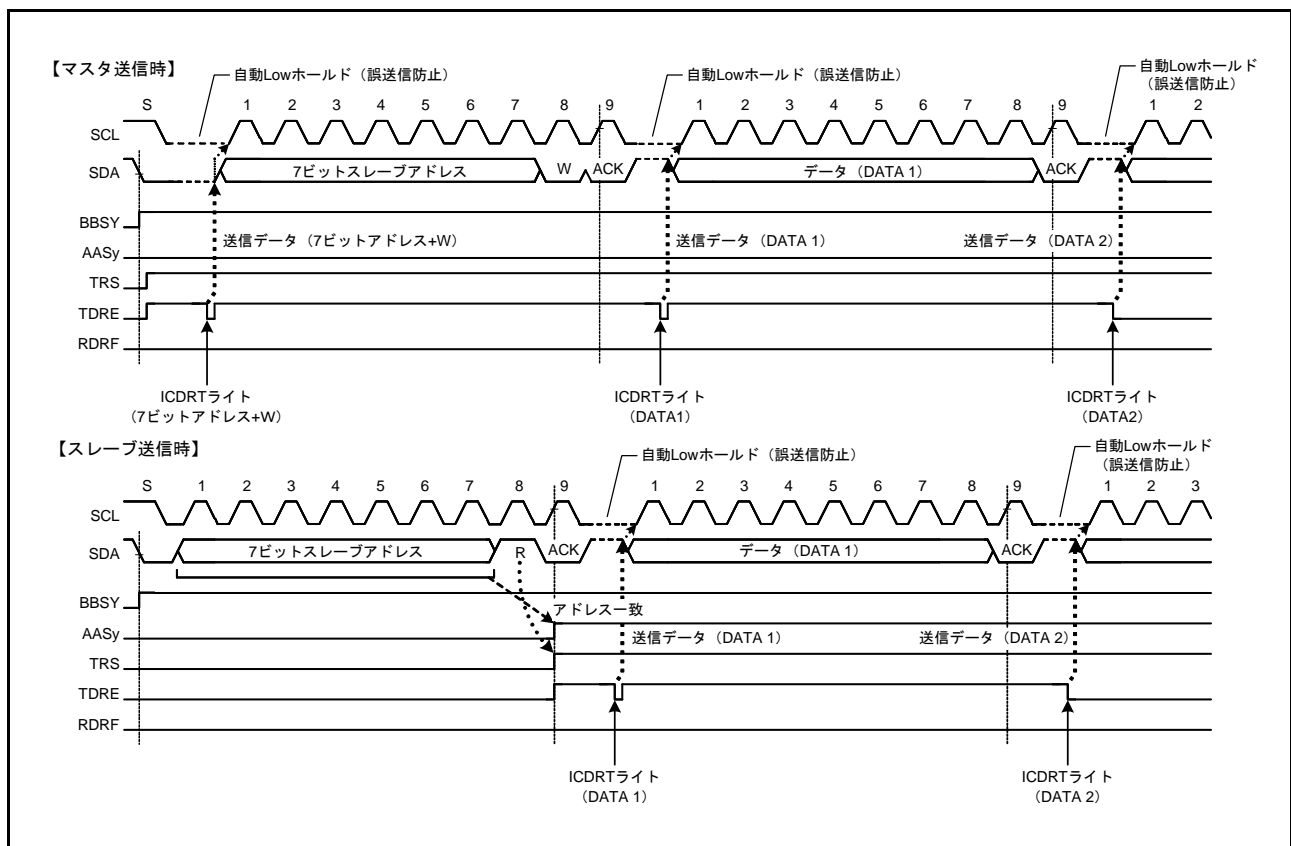 【マスタ送信時】
自動Lowホールド（誤送信防止）
自動Lowホールド（誤送信防止）
自動Lowホールド
（誤送信防止）
S 1 2 3 4 5 6 7 8 9 1 2 3 4 5 6 7 8 9 1 2
SCL
SDA 7ビットスレーブアドレス W ACK データ（DATA 1） ACK
BBSY
送信データ（7ビットアドレス+W） 送信データ（DATA 1） 送信データ（DATA 2）
AASy
TRS
TDRE
RDRF
ICDRTライト
（7ビットアドレス+W）
ICDRTライト
（DATA1）
ICDRTライト
（DATA2）
【スレーブ送信時】
自動Lowホールド（誤送信防止）
自動Lowホールド
（誤送信防止）
S 1 2 3 4 5 6 7 8 9 1 2 3 4 5 6 7 8 9 1 2 3
SCL
SDA 7ビットスレーブアドレス R ACK データ（DATA 1） ACK
BBSY
アドレス一致
AASy 送信データ（DATA 1） 送信データ（DATA 2）
TRS
TDRE
RDRF
ICDRTライト
（DATA 1）
ICDRTライト
（DATA 2）